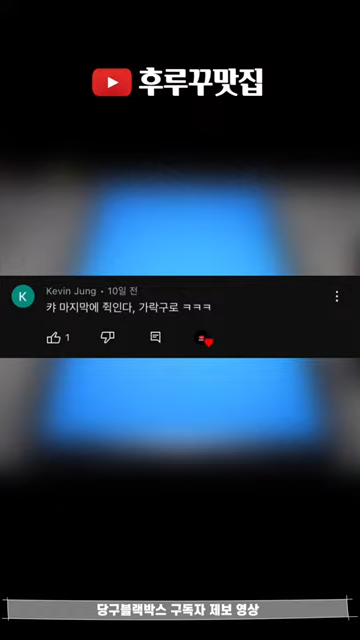 후루꾸맛집
Kevin Jung • 10일 전
캬 마지막에 쥑인다, 가락구로 ㅋㅋㅋ
1
당구블랙박스 구독자 제보 영상